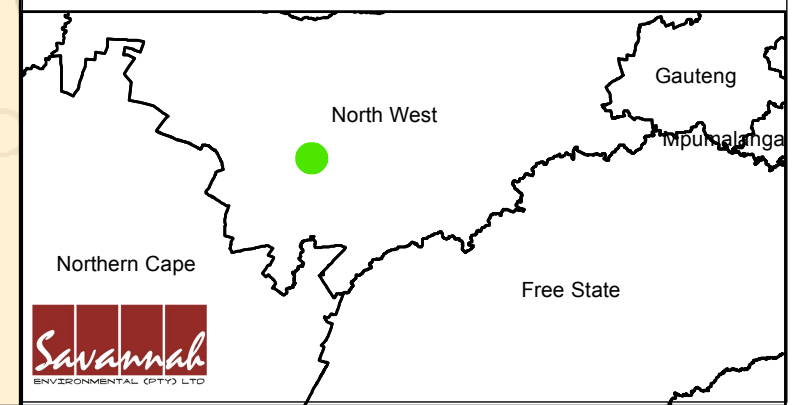 Gauteng
North West
Mpumalanga
Northern Cape
Free State
Savannah
ENVIRONMENTAL (PTY) LTD